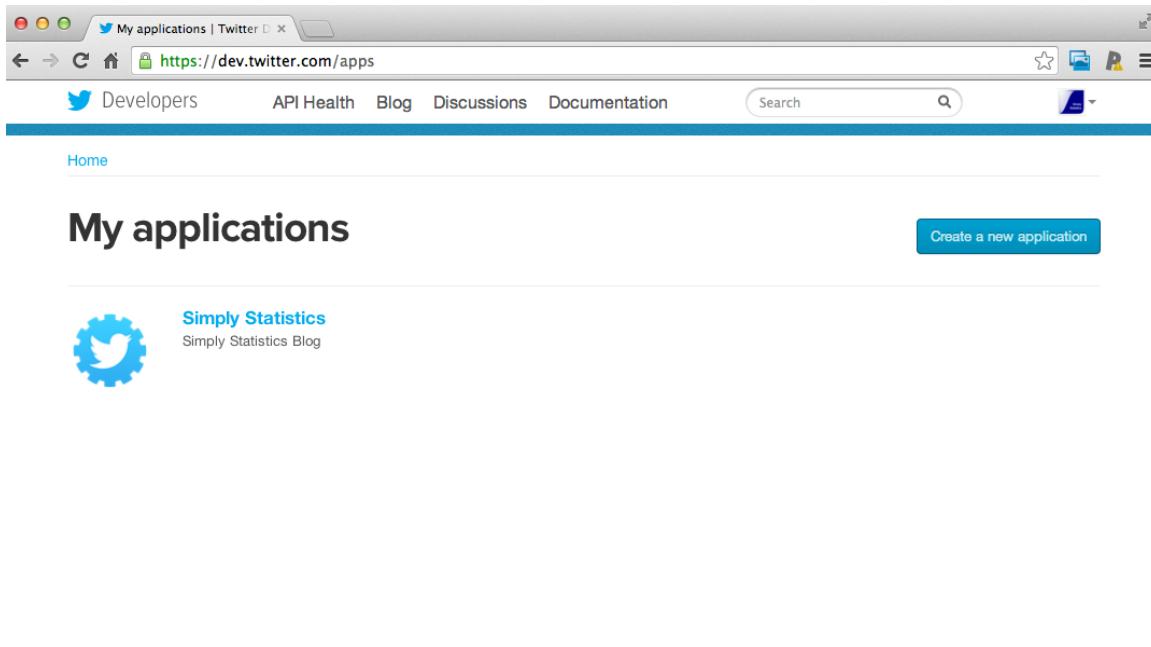 My applications | Twitter D
https://dev.twitter.com/apps
Developers API Health Blog Discussions Documentation Search
Home
My applications
Create a new application
Simply Statistics
Simply Statistics Blog